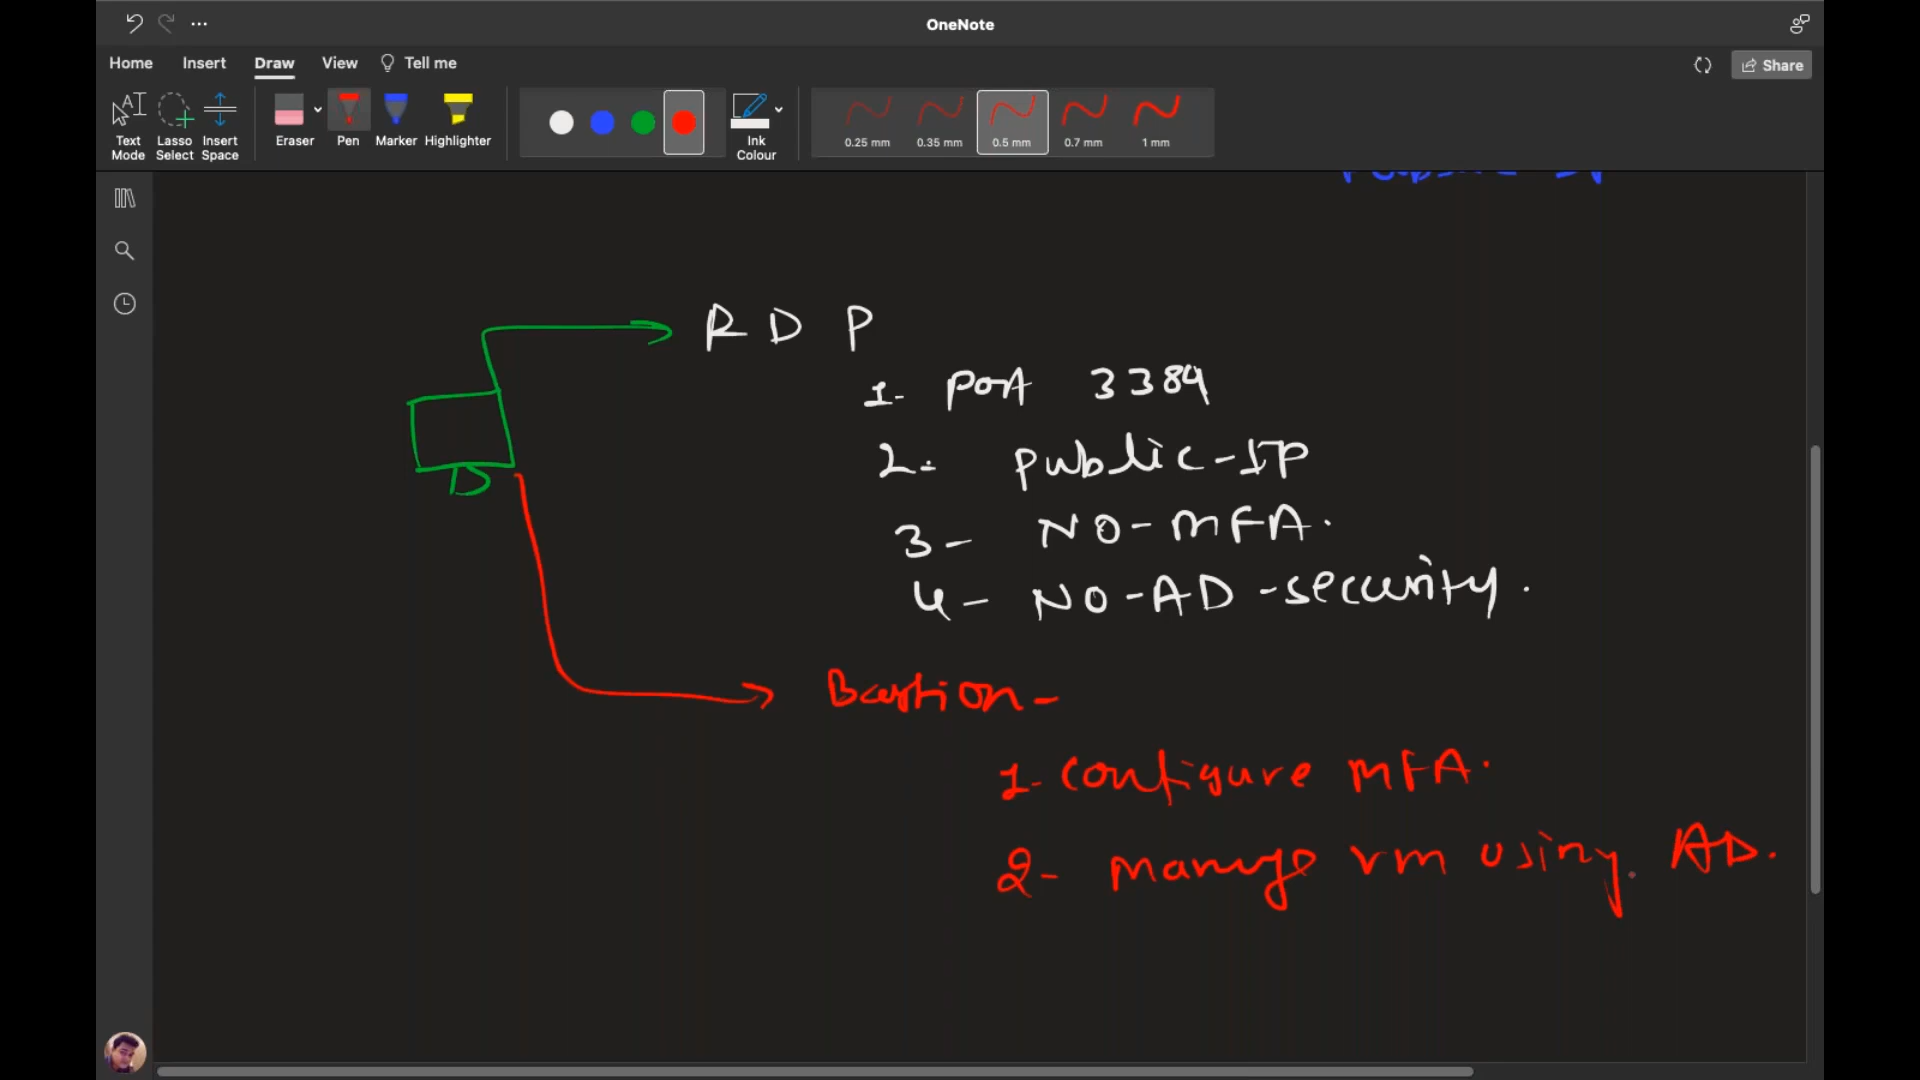 OneNote
Home Insert Draw View Tell me
Share
Text Mode
Lasso Select
Insert Space
Eraser
Pen
Marker
Highlighter
Ink Colour
0.25 mm
0.35 mm
0.5 mm
0.7 mm
1 mm
R D P
1- port 3389
2- public-IP
3- NO-MFA.
4- NO-AD-security.
Bastion-
1- configure MFA.
2- manage vm using. AD.